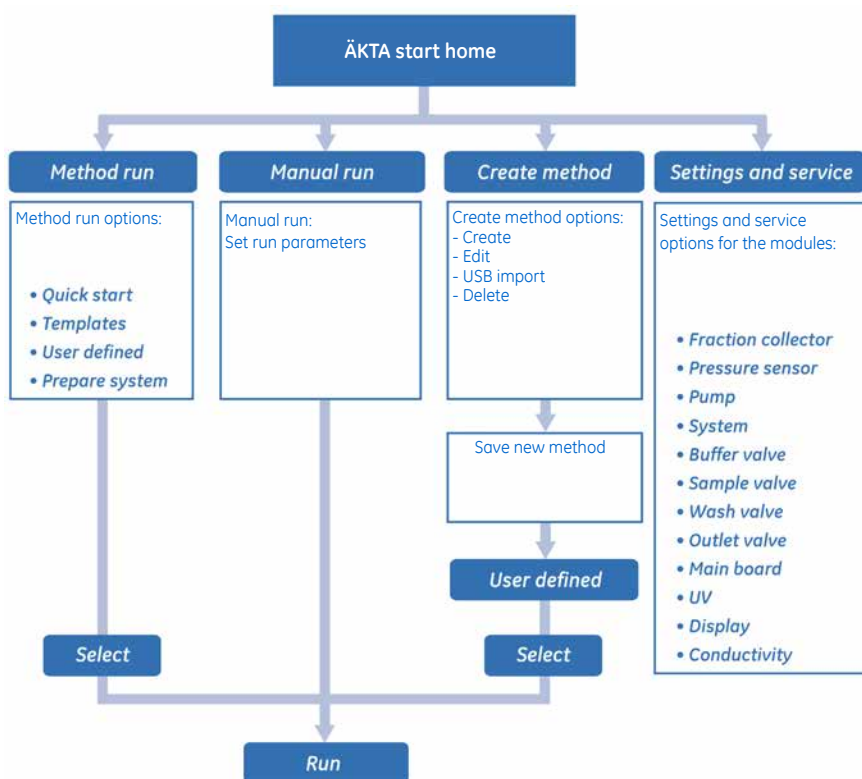 ÄKTA start home
Method run
Manual run
Create method
Settings and service
Method run options:
• Quick start
• Templates
• User defined
• Prepare system
Manual run:
Set run parameters
Create method options:
- Create
- Edit
- USB import
- Delete
Save new method
User defined
Settings and service
options for the modules:
• Fraction collector
• Pressure sensor
• Pump
• System
• Buffer valve
• Sample valve
• Wash valve
• Outlet valve
• Main board
• UV
• Display
• Conductivity
Select
Select
Run